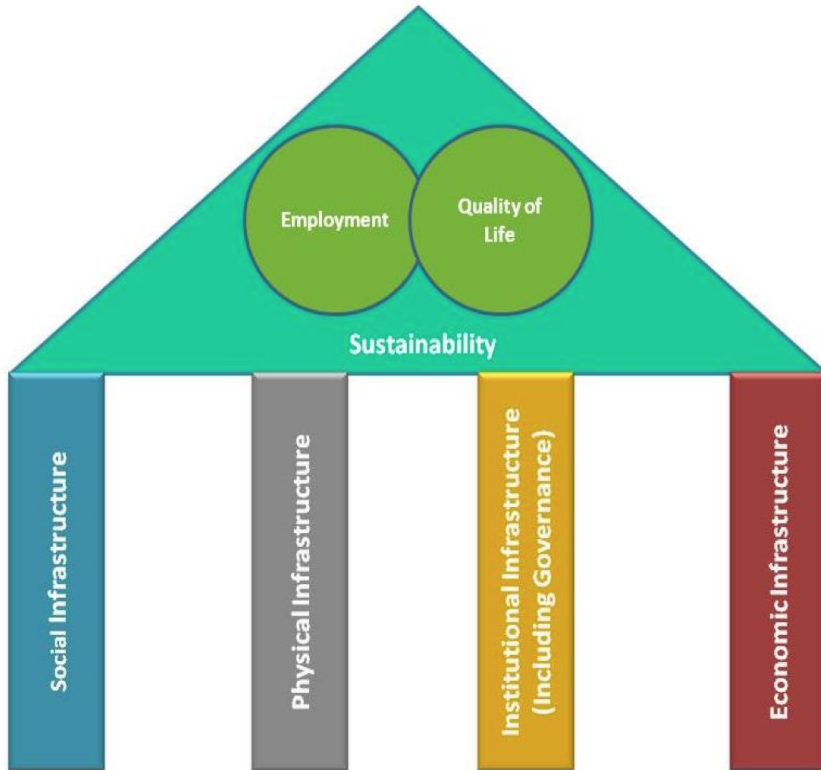 Employment
Quality of
Life
Sustainability
Social Infrastructure
Physical Infrastructure
Institutional Infrastructure
(Including Governance)
Economic Infrastructure